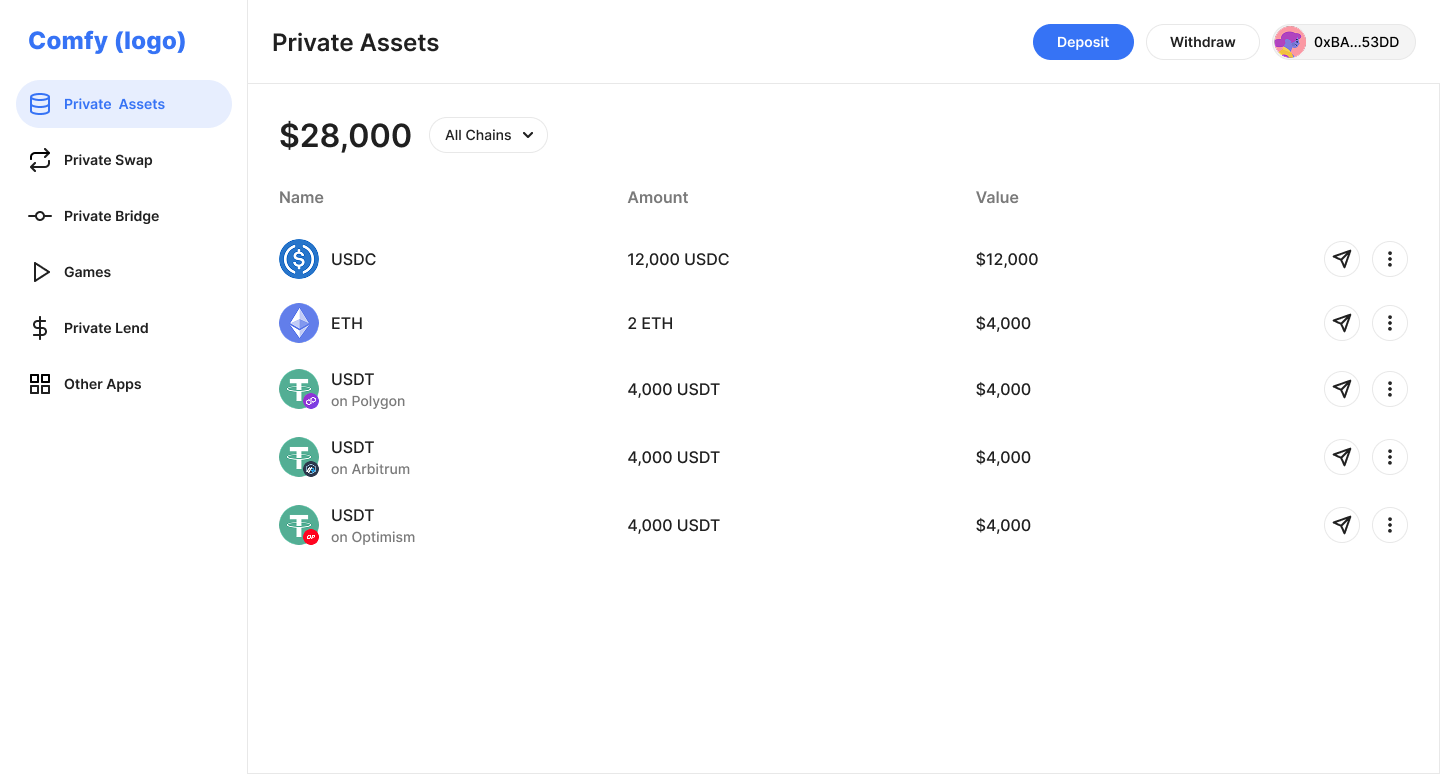 Comfy (logo)
Private Assets
Private Swap
Private Bridge
Games
Private Lend
Other Apps
Private Assets
Deposit
Withdraw
0xBA...53DD
$28,000
All Chains
Name Amount Value
USDC 12,000 USDC $12,000
ETH 2 ETH $4,000
USDT
on Polygon
4,000 USDT $4,000
USDT
on Arbitrum
4,000 USDT $4,000
USDT
on Optimism
OP
4,000 USDT $4,000